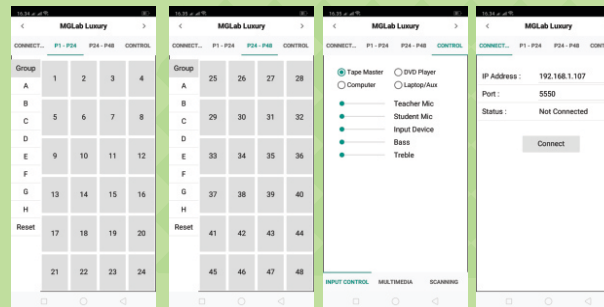 16.34
MGLab Luxury
CONNECT... P1 - P24 P24 - P48 CONTROL
Group
A
B
C
D
E
F
G
H
Reset
1 2 3 4
5 6 7 8
9 10 11 12
13 14 15 16
17 18 19 20
21 22 23 24
MGLab Luxury
CONNECT... P1 - P24 P24 - P48 CONTROL
Group
A
B
C
D
E
F
G
H
Reset
25 26 27 28
29 30 31 32
33 34 35 36
37 38 39 40
41 42 43 44
45 46 47 48
MGLab Luxury
CONNECT... P1 - P24 P24 - P48 CONTROL
Tape Master DVD Player
Computer Laptop/Aux
Teacher Mic
Student Mic
Input Device
Bass
Treble
INPUT CONTROL MULTIMEDIA SCANNING
MGLab Luxury
CONNECT... P1 - P24 P24 - P48
IP Address : 192.168.1.107
Port : 5550
Status : Not Connected
Connect